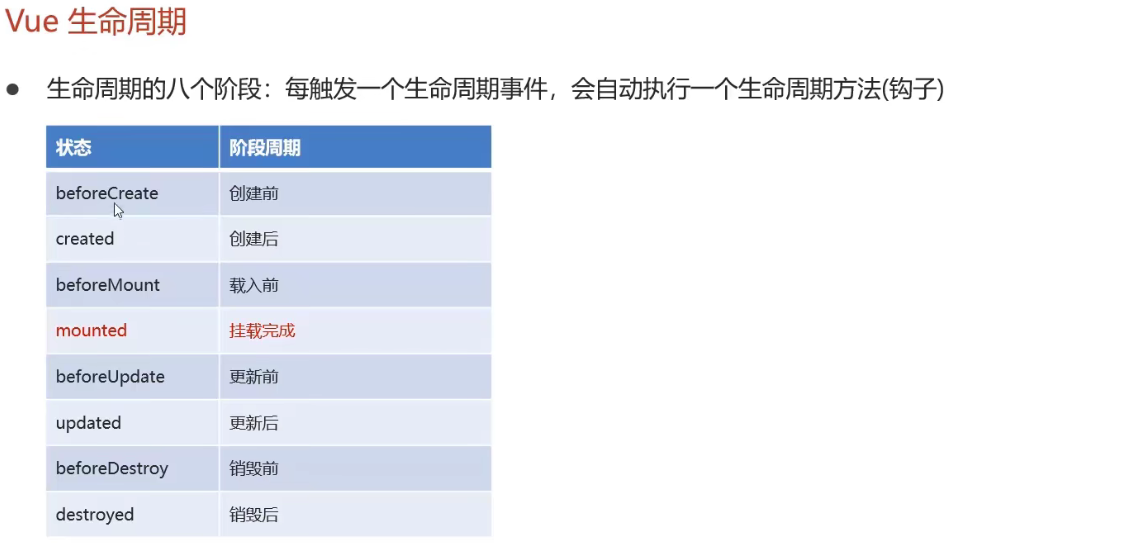 Vue 生命周期
● 生命周期的八个阶段：每触发一个生命周期事件，会自动执行一个生命周期方法(钩子)
状态 阶段周期
beforeCreate 创建前
created 创建后
beforeMount 载入前
mounted 挂载完成
beforeUpdate 更新前
updated 更新后
beforeDestroy 销毁前
destroyed 销毁后